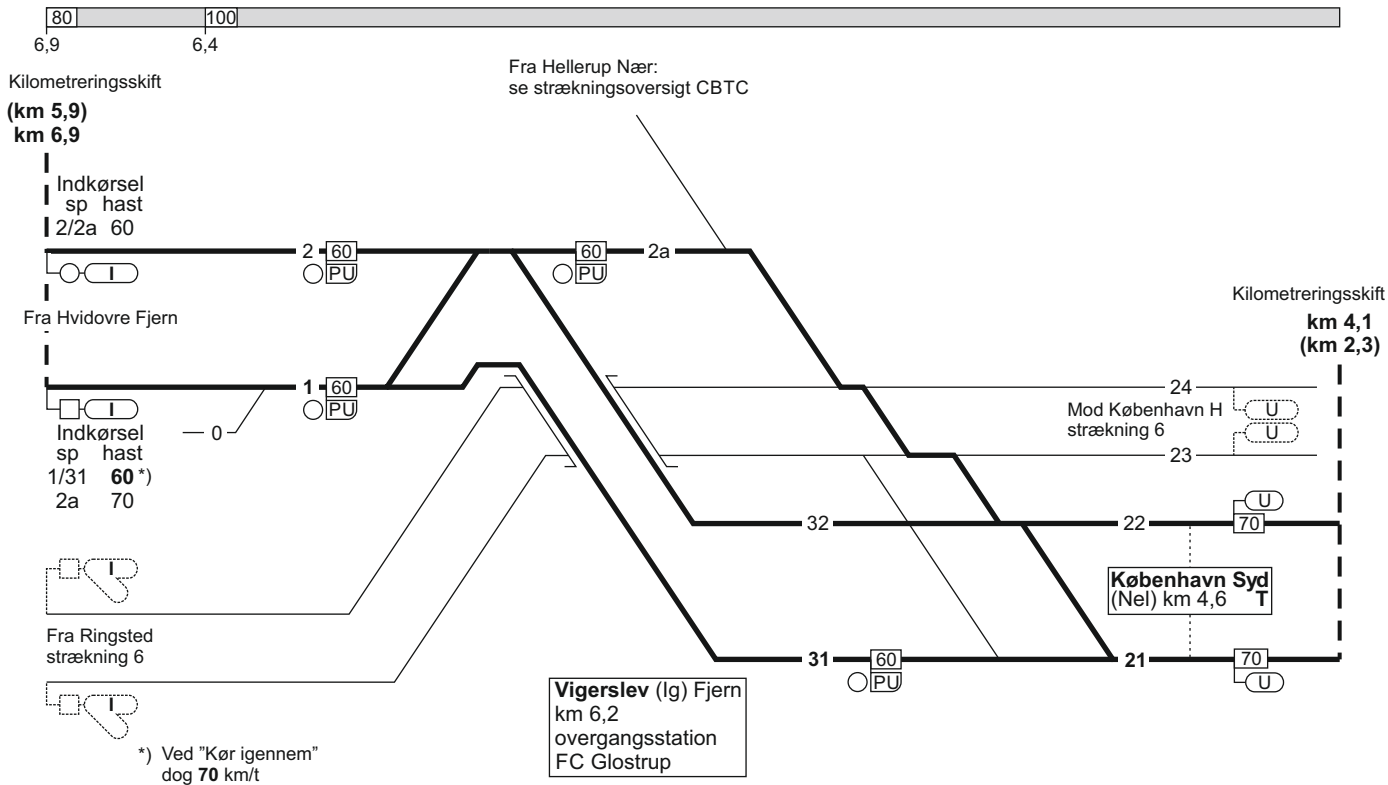 80
100
6,9
6,4
Kilometreringsskift
(km 5,9)
km 6,9
Fra Hellerup Nær:
se strækningsoversigt CBTC
Indkørsel
sp hast
2/2a 60
2
60
60
2a
I
PU
PU
Fra Hvidovre Fjern
Kilometreringsskift
km 4,1
(km 2,3)
1
60
24
I
PU
Mod København H
strækning 6
U
U
Indkørsel
sp hast
1/31 60 *)
2a 70
0
23
U
32
22
70
I
København Syd
(Nel) km 4,6 T
Fra Ringsted
strækning 6
31
60
21
70
PU
U
I
Vigerslev (Ig) Fjern
km 6,2
overgangsstation
FC Glostrup
*) Ved "Kør igennem"
dog 70 km/t